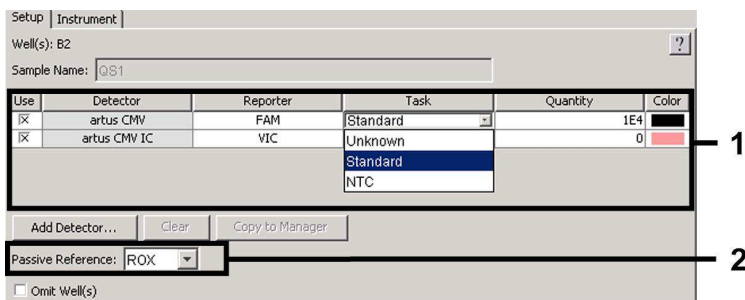 Setup Instrument
Well(s): B2
?
Sample Name: QS1
Use Detector Reporter Task Quantity Color
artus CMV FAM Standard 1E4
artus CMV IC VIC Unknown 0
Standard
NTC
1
Add Detector... Clear Copy to Manager
Passive Reference: ROX
2
Omit Well(s)